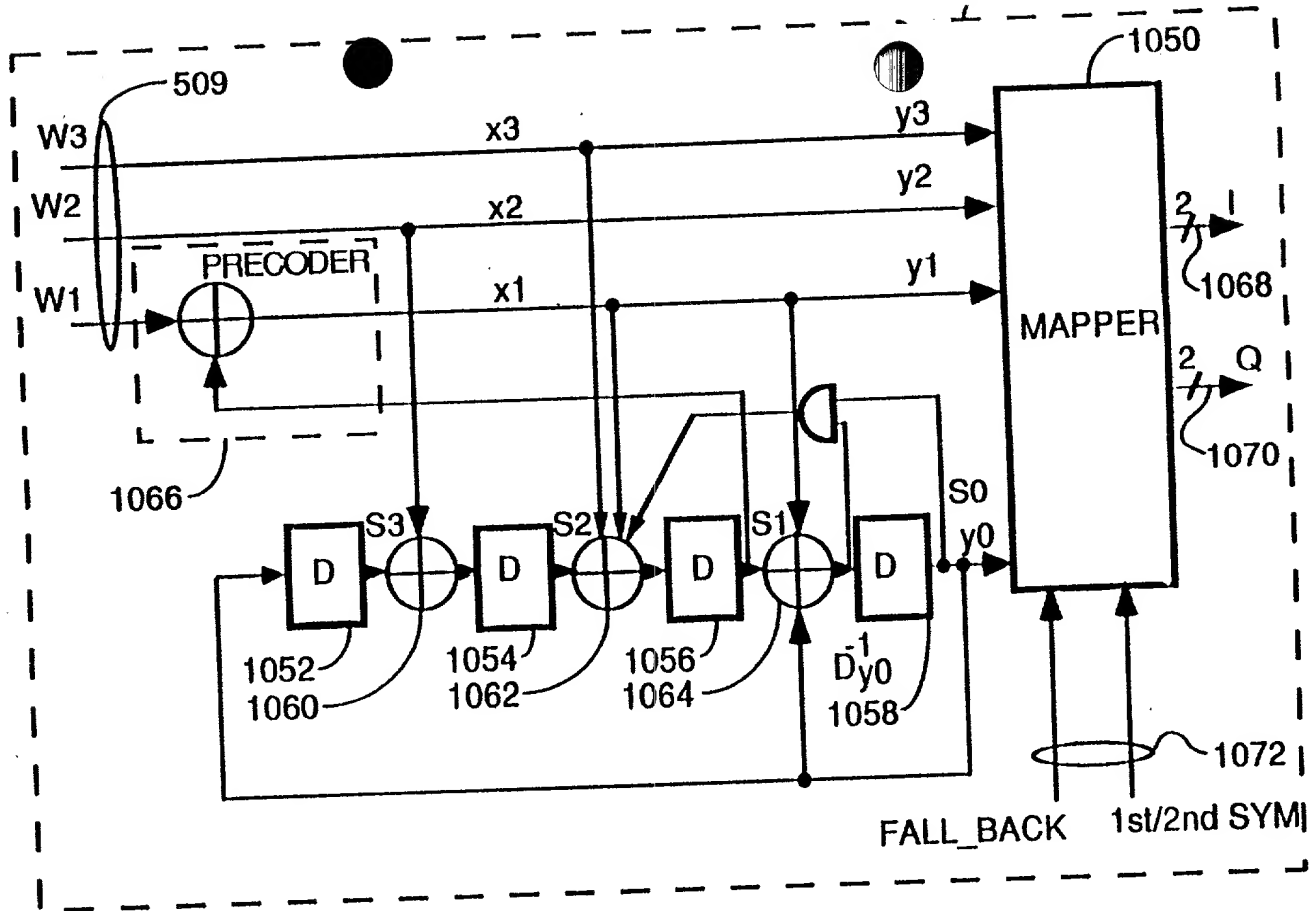 1050
509
W3
x3
y3
W2
x2
y2
2
I
PRECODER
1068
W1
x1
y1
MAPPER
2
Q
1070
1066
S0
S3
S2
S1
y0
D
D
D
D
1052
1054
1056
D-1y0
1060
1062
1064
1058
1072
FALL_BACK
1st/2nd SYM